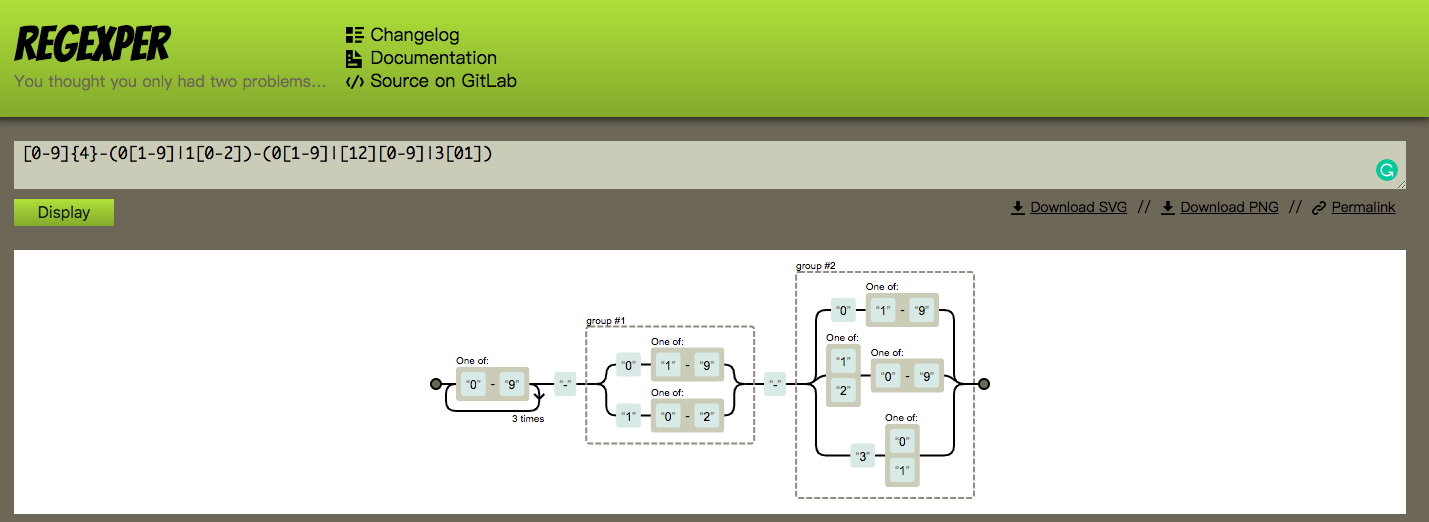 REGEXPER
You thought you only had two problems...
Changelog
Documentation
Source on GitLab
[0-9]{4}-(0[1-9]|1[0-2])-(0[1-9]|[12][0-9]|3[01])
Display
Download SVG // Download PNG // Permalink
One of:
“0” - “9”
3 times
“-”
group #1
“0”
One of:
“1” - “9”
“1”
One of:
“0” - “2”
“-”
group #2
“0”
One of:
“1” - “9”
One of:
“1”
“2”
One of:
“0” - “9”
“3”
One of:
“0”
“1”